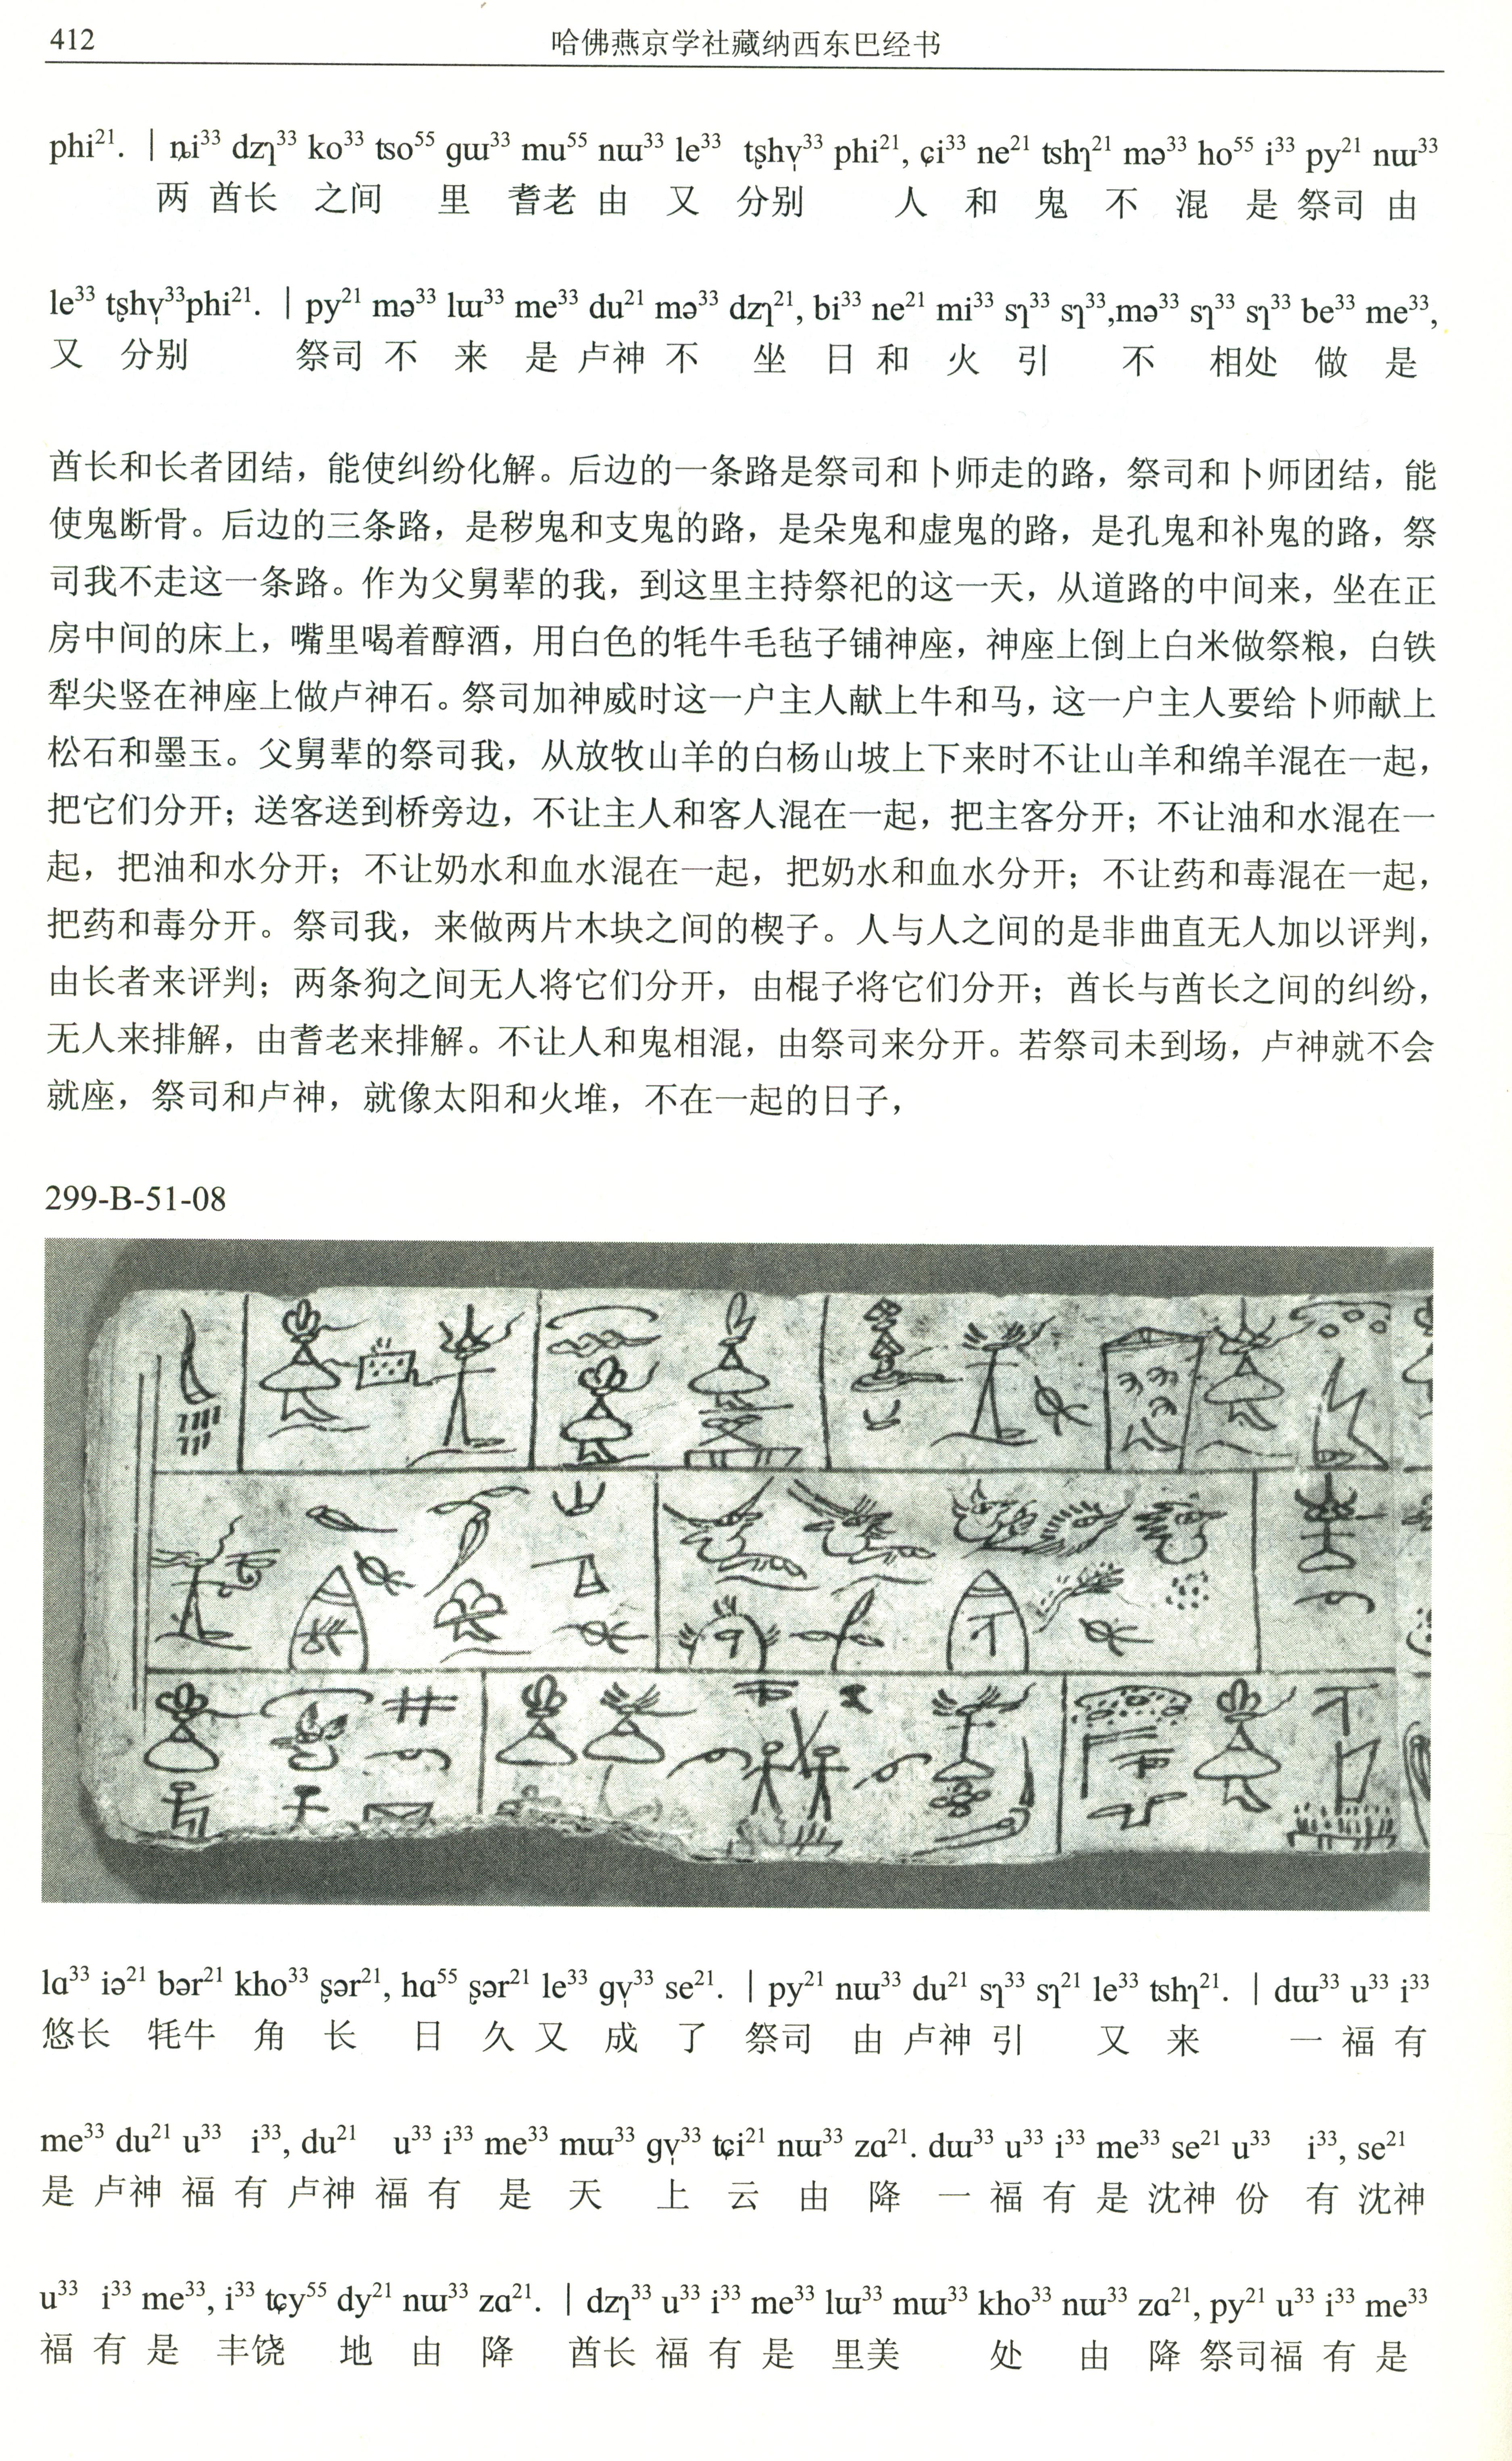 412
哈佛燕京学社藏纳西东巴经书
phi²¹. | ȵi³³ dzɿ³³ ko³³ tso⁵⁵ gɯ³³ mu⁵⁵ nɯ³³ le³³ tʂhv̩³³ phi²¹, ɕi³³ ne²¹ tshɿ²¹ mə³³ ho⁵⁵ i³³ py²¹ nɯ³³
两 酋长 之间 里 耆老 由 又 分别 人 和 鬼 不 混 是 祭司 由
le³³ tʂhv̩³³phi²¹. | py²¹ mə³³ lɯ³³ me³³ du²¹ mə³³ dzɿ²¹, bi³³ ne²¹ mi³³ sɿ³³ sɿ³³,mə³³ sɿ³³ sɿ³³ be³³ me³³,
又 分别 祭司 不 来 是 卢神 不 坐 日 和 火 引 不 相处 做 是
酋长和长者团结，能使纠纷化解。后边的一条路是祭司和卜师走的路，祭司和卜师团结，能
使鬼断骨。后边的三条路，是秽鬼和支鬼的路，是朵鬼和虚鬼的路，是孔鬼和补鬼的路，祭
司我不走这一条路。作为父舅辈的我，到这里主持祭祀的这一天，从道路的中间来，坐在正
房中间的床上，嘴里喝着醇酒，用白色的牦牛毛毡子铺神座，神座上倒上白米做祭粮，白铁
犁尖竖在神座上做卢神石。祭司加神威时这一户主人献上牛和马，这一户主人要给卜师献上
松石和墨玉。父舅辈的祭司我，从放牧山羊的白杨山坡上下来时不让山羊和绵羊混在一起，
把它们分开；送客送到桥旁边，不让主人和客人混在一起，把主客分开；不让油和水混在一
起，把油和水分开；不让奶水和血水混在一起，把奶水和血水分开；不让药和毒混在一起，
把药和毒分开。祭司我，来做两片木块之间的楔子。人与人之间的是非曲直无人加以评判，
由长者来评判；两条狗之间无人将它们分开，由棍子将它们分开；酋长与酋长之间的纠纷，
无人来排解，由耆老来排解。不让人和鬼相混，由祭司来分开。若祭司未到场，卢神就不会
就座，祭司和卢神，就像太阳和火堆，不在一起的日子，
299-B-51-08
lɑ³³ iə²¹ bər²¹ kho³³ ʂər²¹, hɑ⁵⁵ ʂər²¹ le³³ gv̩³³ se²¹. | py²¹ nɯ³³ du²¹ sɿ³³ sɿ²¹ le³³ tshɿ²¹. | dɯ³³ u³³ i³³
悠长 牦牛 角 长 日 久 又 成 了 祭司 由 卢神 引 又 来 一 福 有
me³³ du²¹ u³³ i³³, du²¹ u³³ i³³ me³³ mɯ³³ gv̩³³ tɕi²¹ nɯ³³ zɑ²¹. dɯ³³ u³³ i³³ me³³ se²¹ u³³ i³³, se²¹
是 卢神 福 有 卢神 福 有 是 天 上 云 由 降 一 福 有 是 沈神 份 有 沈神
u³³ i³³ me³³, i³³ tɕy⁵⁵ dy²¹ nɯ³³ zɑ²¹. | dzɿ³³ u³³ i³³ me³³ lɯ³³ mɯ³³ kho³³ nɯ³³ zɑ²¹, py²¹ u³³ i³³ me³³
福 有 是 丰饶 地 由 降 酋长 福 有 是 里美 处 由 降 祭司 福 有 是